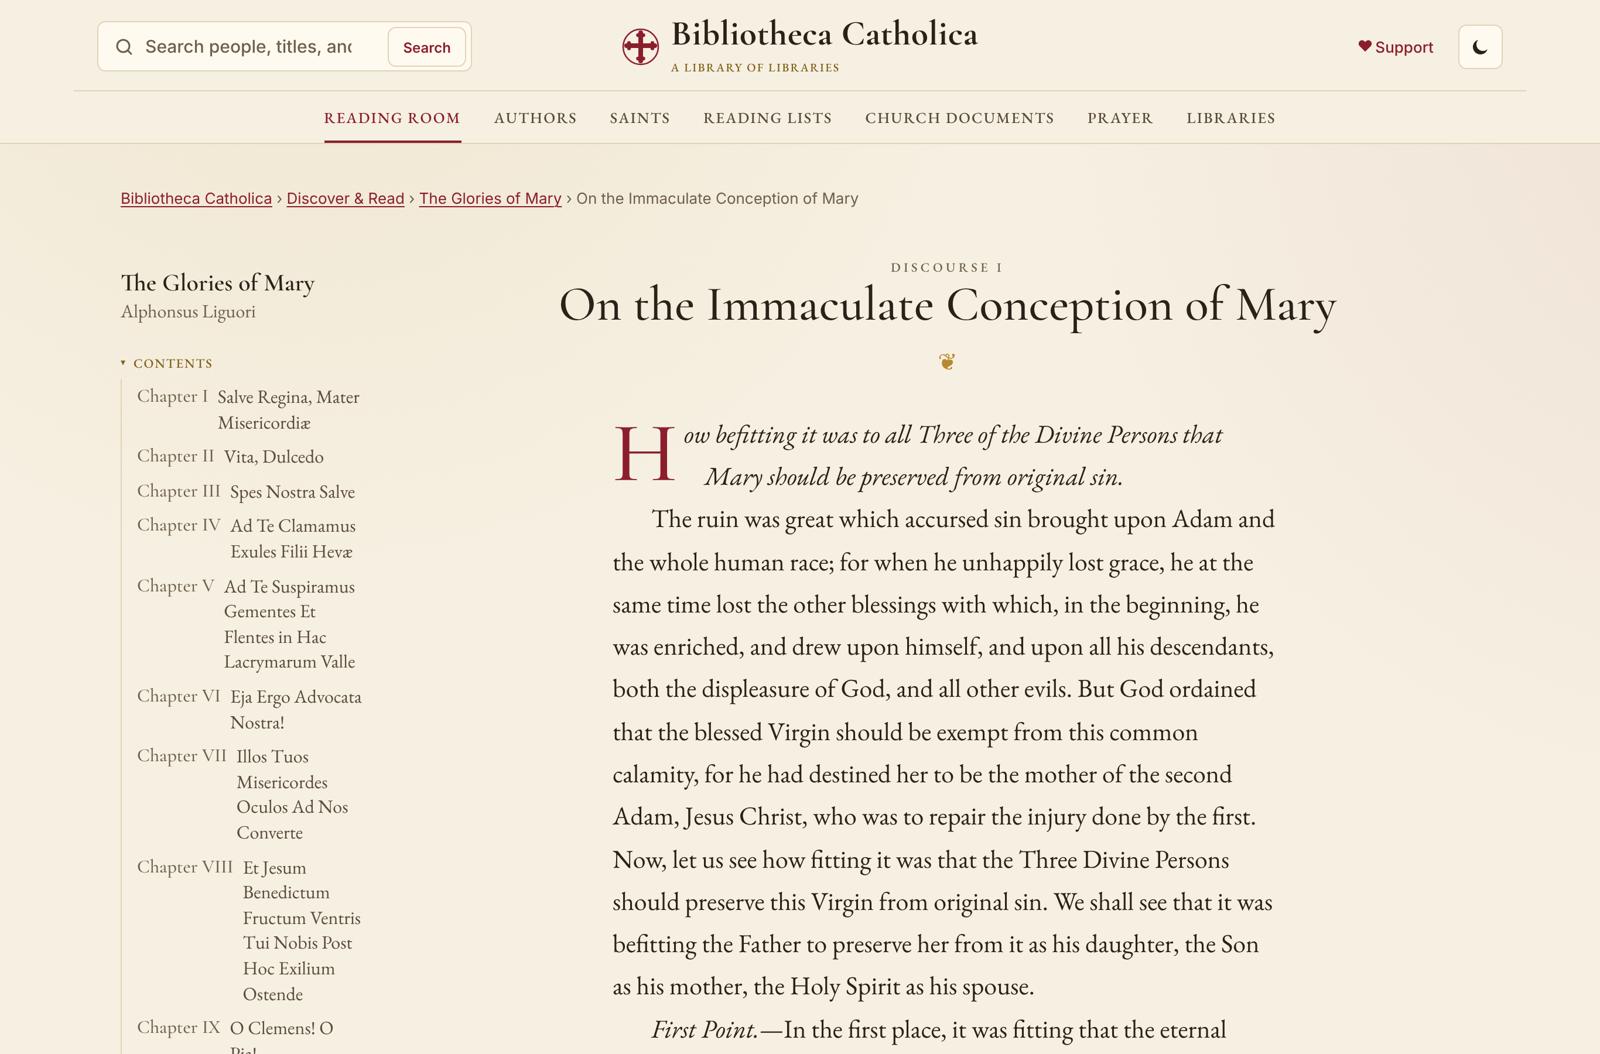 Search people, titles, and
Search
Bibliotheca Catholica
A LIBRARY OF LIBRARIES
Support
READING ROOM
AUTHORS
SAINTS
READING LISTS
CHURCH DOCUMENTS
PRAYER
LIBRARIES
Bibliotheca Catholica › Discover & Read › The Glories of Mary › On the Immaculate Conception of Mary
The Glories of Mary
Alphonsus Liguori
▾ CONTENTS
Chapter I Salve Regina, Mater
Misericordiæ
Chapter II Vita, Dulcedo
Chapter III Spes Nostra Salve
Chapter IV Ad Te Clamamus
Exules Filii Hevæ
Chapter V Ad Te Suspiramus
Gementes Et
Flentes in Hac
Lacrymarum Valle
Chapter VI Eja Ergo Advocata
Nostra!
Chapter VII Illos Tuos
Misericordes
Oculos Ad Nos
Converte
Chapter VIII Et Jesum
Benedictum
Fructum Ventris
Tui Nobis Post
Hoc Exilium
Ostende
Chapter IX O Clemens! O
Pia!
DISCOURSE I
On the Immaculate Conception of Mary
How befitting it was to all Three of the Divine Persons that
Mary should be preserved from original sin.
The ruin was great which accursed sin brought upon Adam and
the whole human race; for when he unhappily lost grace, he at the
same time lost the other blessings with which, in the beginning, he
was enriched, and drew upon himself, and upon all his descendants,
both the displeasure of God, and all other evils. But God ordained
that the blessed Virgin should be exempt from this common
calamity, for he had destined her to be the mother of the second
Adam, Jesus Christ, who was to repair the injury done by the first.
Now, let us see how fitting it was that the Three Divine Persons
should preserve this Virgin from original sin. We shall see that it was
befitting the Father to preserve her from it as his daughter, the Son
as his mother, the Holy Spirit as his spouse.
First Point.—In the first place, it was fitting that the eternal